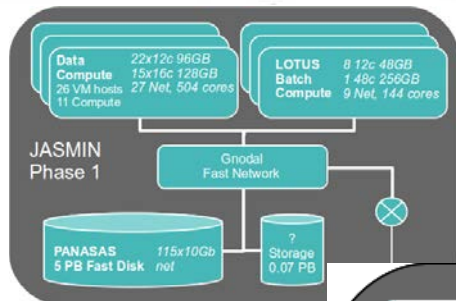 Data 22x12c 96GB
Compute 15x16c 128GB
26 VM hosts 27 Net, 504 cores
11 Compute
LOTUS 8 12c 48GB
Batch 1 48c 256GB
Compute 9 Net, 144 cores
JASMIN
Phase 1
Gnodal
Fast Network
PANASAS 115x10Gb
5 PB Fast Disk net
?
Storage
0.07 PB